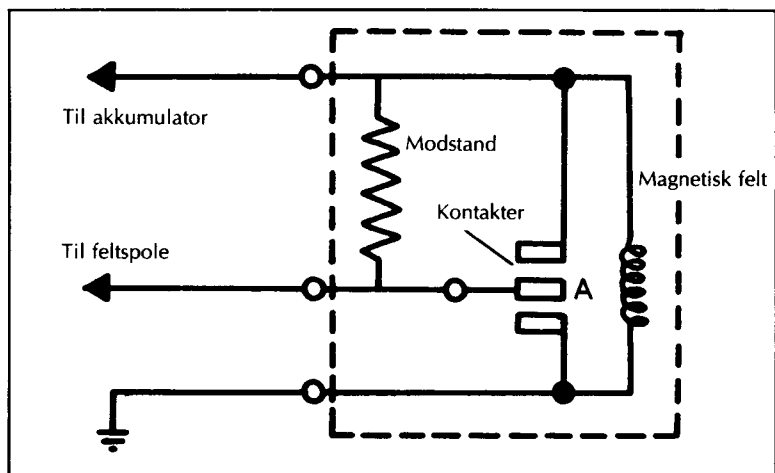 Til akkumulator
Modstand
Magnetisk felt
Kontakter
Til feltspole
A